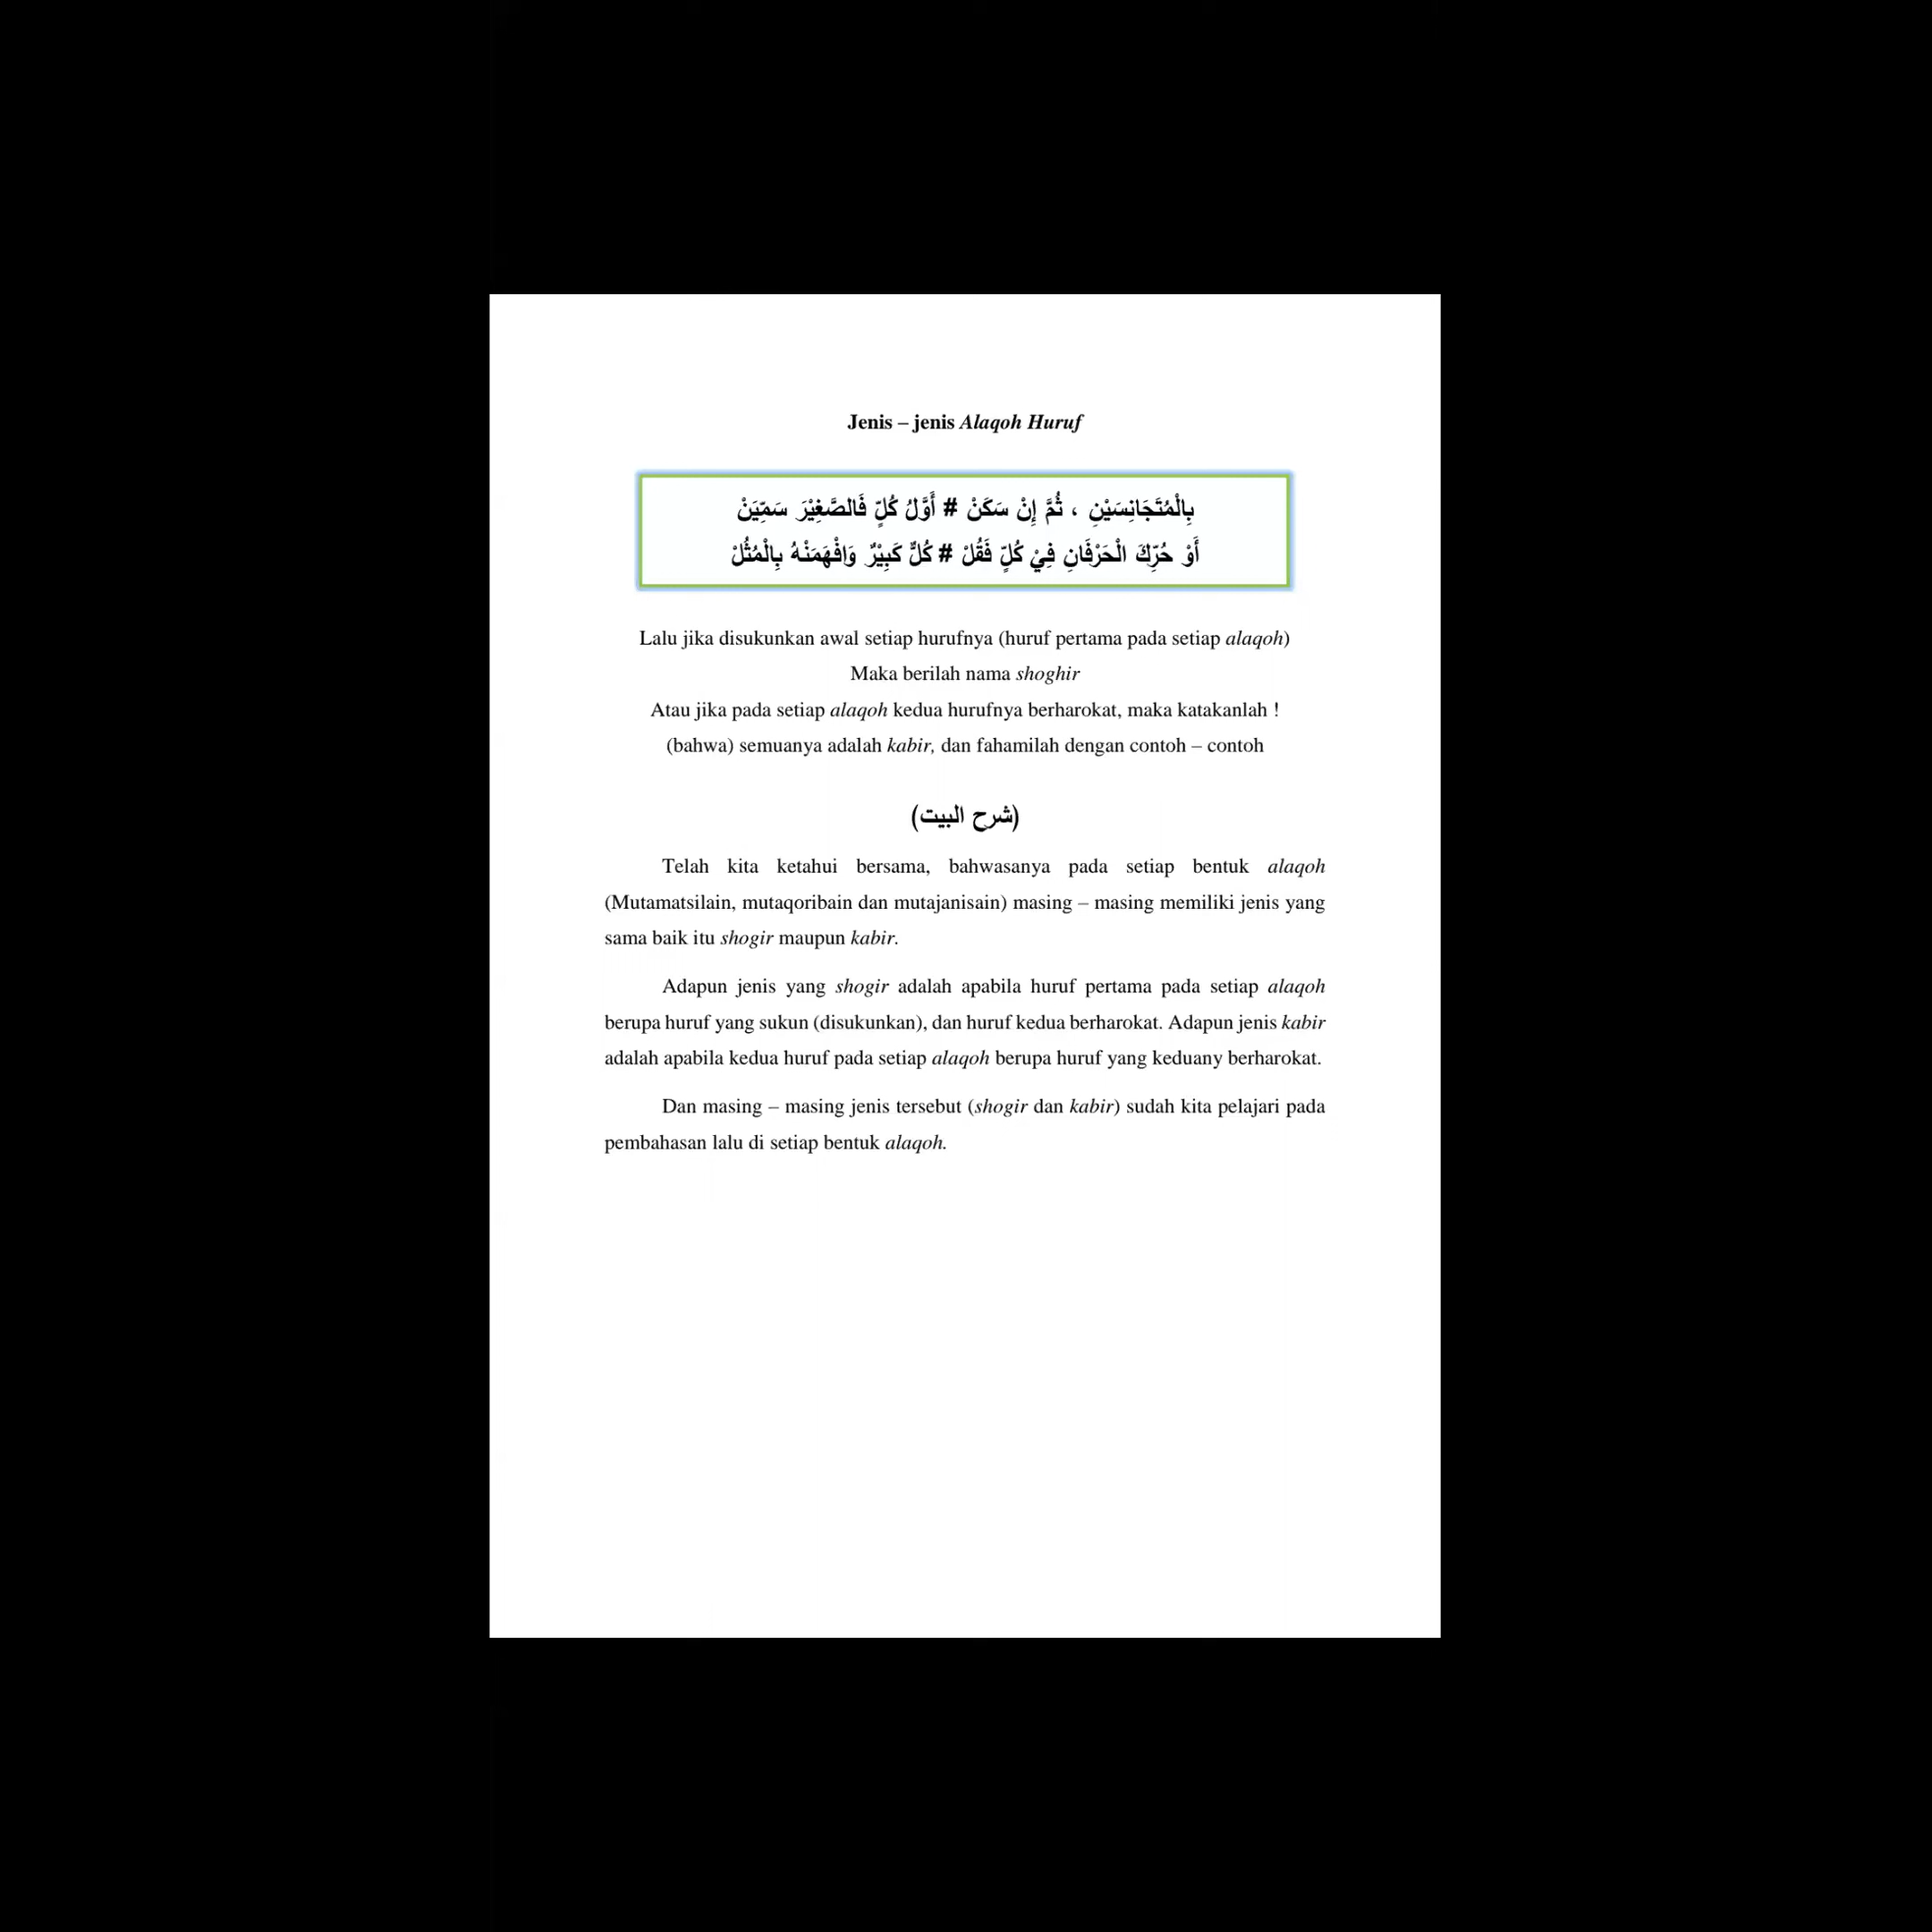 Jenis – jenis Alaqoh Huruf
بِالْمُتَجَانِسَيْنِ ، ثُمَّ إِنْ سَكَنْ # أَوَّلُ كُلٍّ فَالصَّغِيْرَ سَمِّيَنْ
أَوْ حُرِّكَ الْحَرْفَانِ فِيْ كُلٍّ فَقُلْ # كُلٌّ كَبِيْرٌ وَافْهَمَنْهُ بِالْمُثُلْ
Lalu jika disukunkan awal setiap hurufnya (huruf pertama pada setiap alaqoh)
Maka berilah nama shoghir
Atau jika pada setiap alaqoh kedua hurufnya berharokat, maka katakanlah !
(bahwa) semuanya adalah kabir, dan fahamilah dengan contoh – contoh
(شرح البيت)
Telah kita ketahui bersama, bahwasanya pada setiap bentuk alaqoh
(Mutamatsilain, mutaqoribain dan mutajanisain) masing – masing memiliki jenis yang
sama baik itu shogir maupun kabir.
Adapun jenis yang shogir adalah apabila huruf pertama pada setiap alaqoh
berupa huruf yang sukun (disukunkan), dan huruf kedua berharokat. Adapun jenis kabir
adalah apabila kedua huruf pada setiap alaqoh berupa huruf yang keduany berharokat.
Dan masing – masing jenis tersebut (shogir dan kabir) sudah kita pelajari pada
pembahasan lalu di setiap bentuk alaqoh.